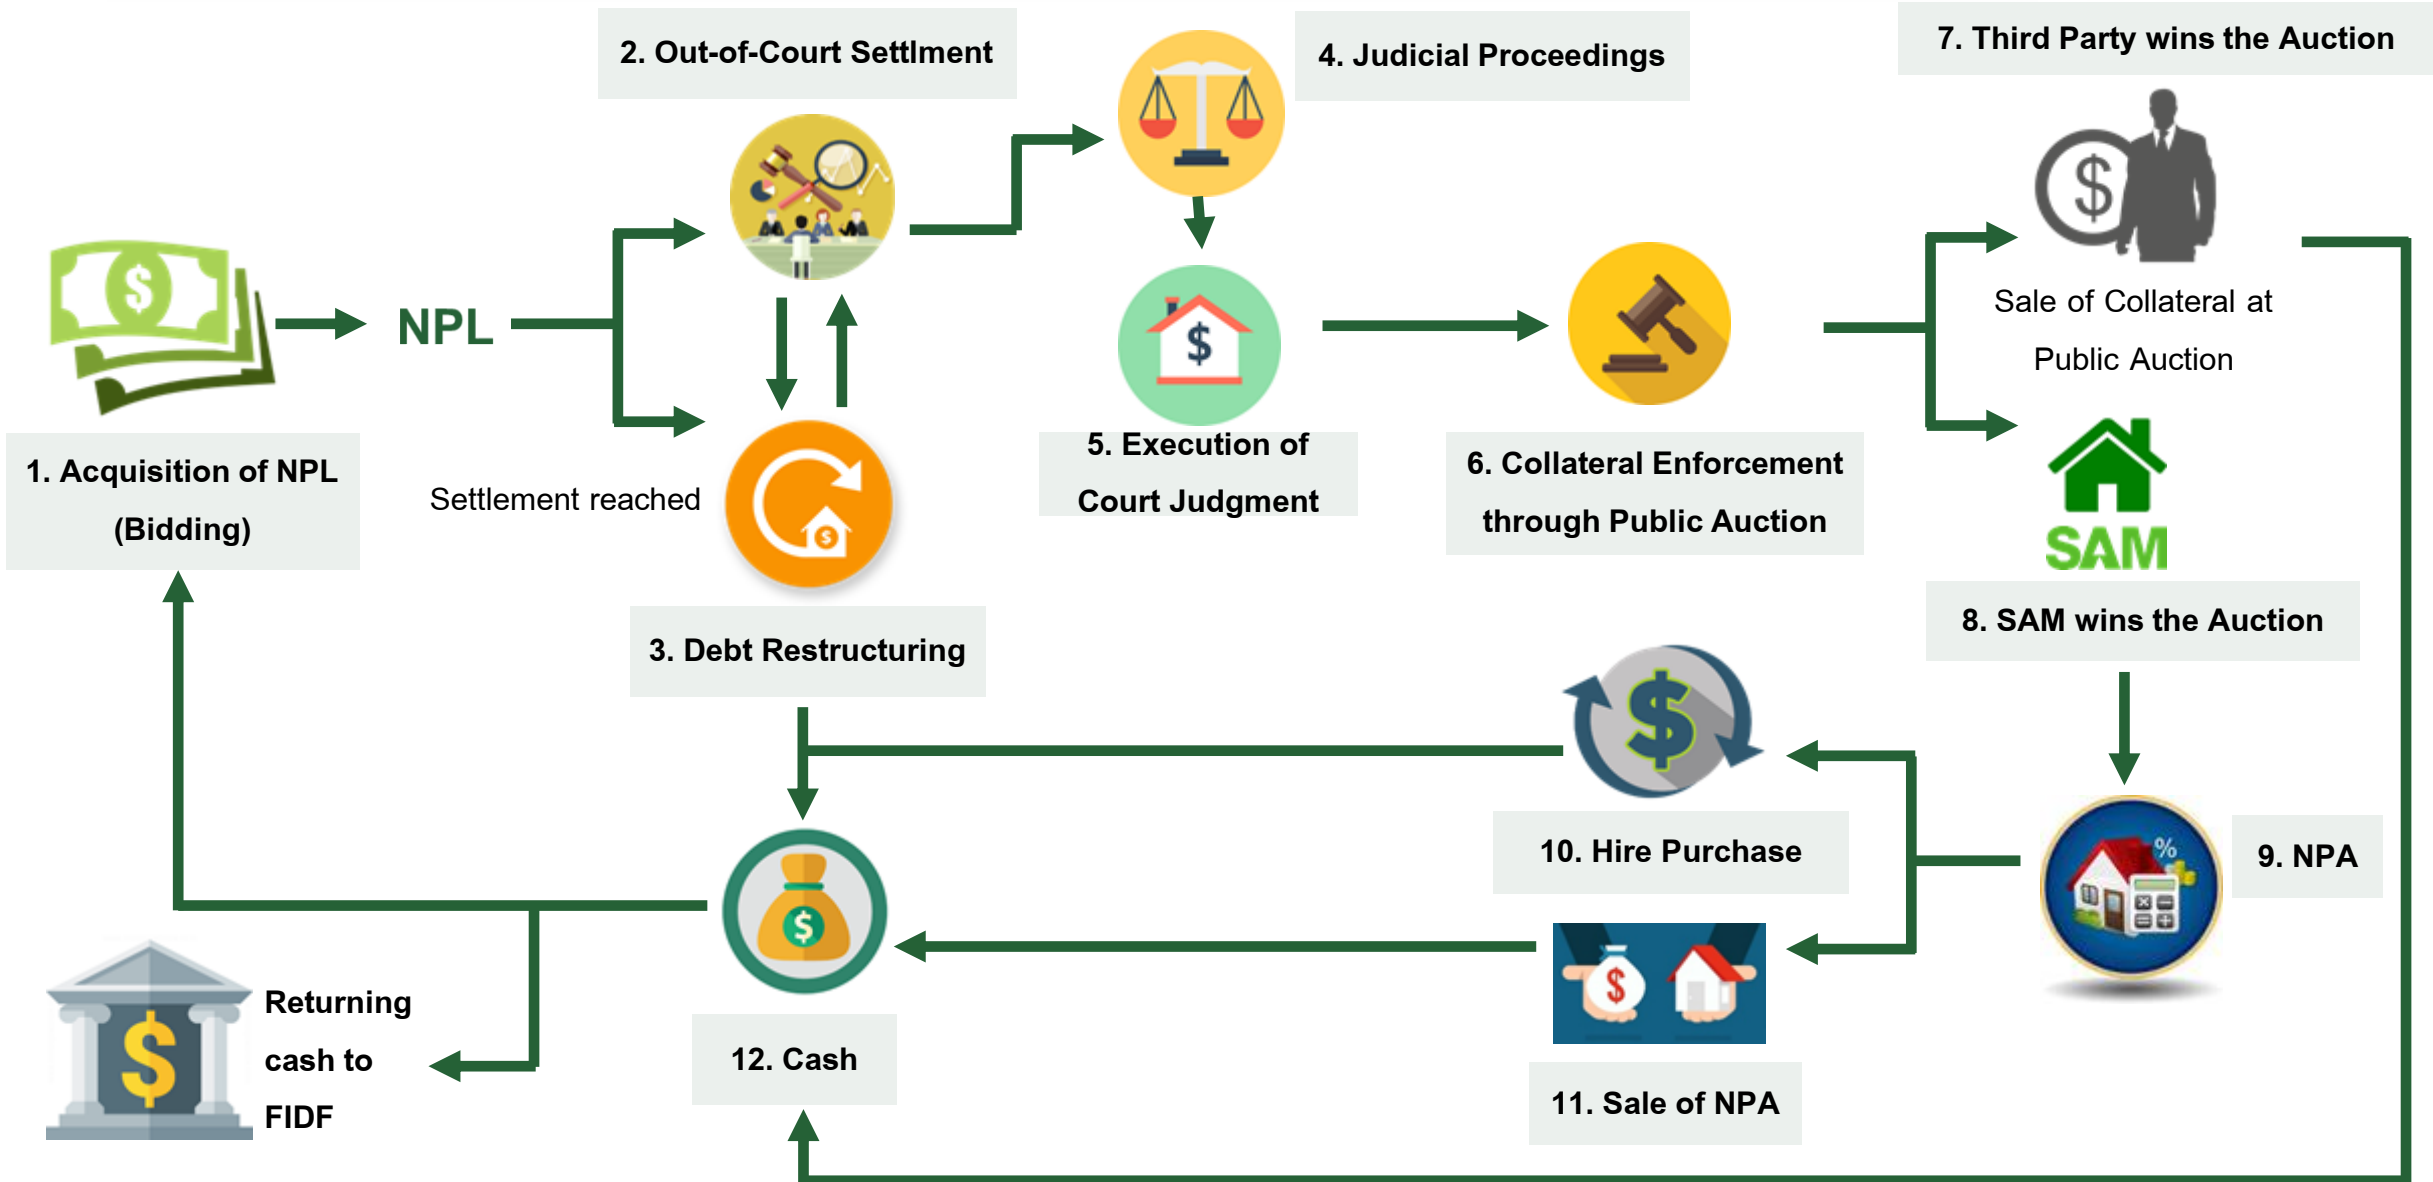 2. Out-of-Court Settlment
4. Judicial Proceedings
7. Third Party wins the Auction
$
NPL
1. Acquisition of NPL
(Bidding)
Settlement reached
$
3. Debt Restructuring
$
5. Execution of
Court Judgment
6. Collateral Enforcement
through Public Auction
$
Sale of Collateral at
Public Auction
SAM
8. SAM wins the Auction
%
9. NPA
$
10. Hire Purchase
$
11. Sale of NPA
$
12. Cash
$
Returning
cash to
FIDF